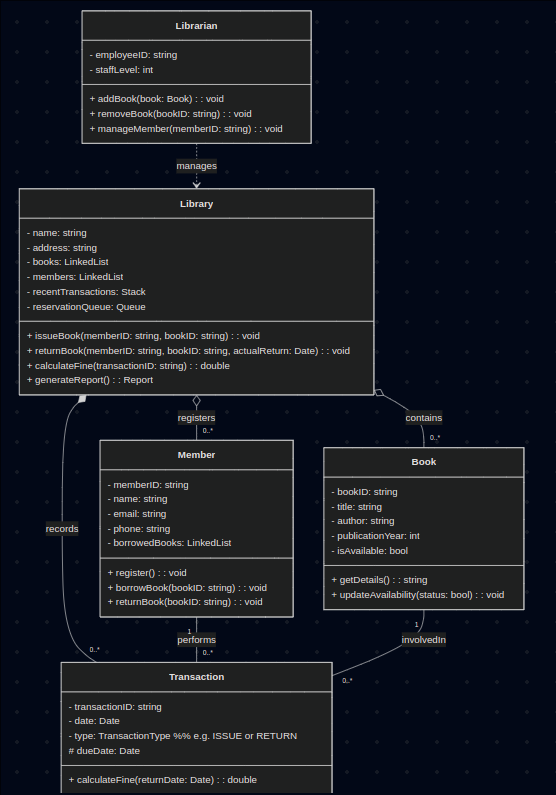 Librarian
- employeeID: string
- staffLevel: int
+ addBook(book: Book) : : void
+ removeBook(bookID: string) : : void
+ manageMember(memberID: string) : : void
manages
Library
- name: string
- address: string
- books: LinkedList
- members: LinkedList
- recentTransactions: Stack
- reservationQueue: Queue
+ issueBook(memberID: string, bookID: string) : : void
+ returnBook(memberID: string, bookID: string, actualReturn: Date) : : void
+ calculateFine(transactionID: string) : : double
+ generateReport() : : Report
registers
0..*
contains
0..*
records
0..*
Member
- memberID: string
- name: string
- email: string
- phone: string
- borrowedBooks: LinkedList
+ register() : : void
+ borrowBook(bookID: string) : : void
+ returnBook(bookID: string) : : void
Book
- bookID: string
- title: string
- author: string
- publicationYear: int
- isAvailable: bool
+ getDetails() : : string
+ updateAvailability(status: bool) : : void
1
performs
0..*
1
involvedIn
0..*
Transaction
- transactionID: string
- date: Date
- type: TransactionType %% e.g. ISSUE or RETURN
# dueDate: Date
+ calculateFine(returnDate: Date) : : double